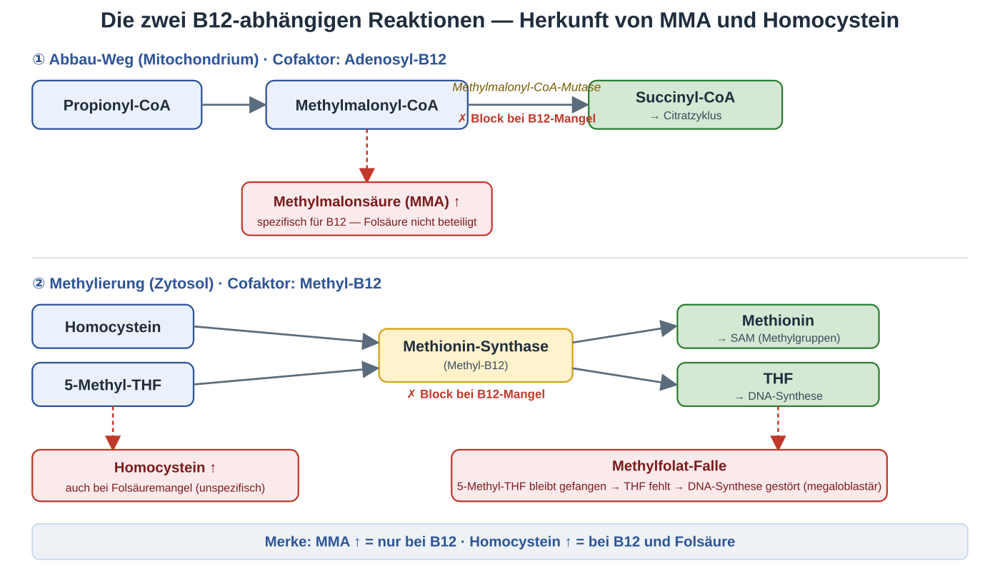 Die zwei B12-abhängigen Reaktionen — Herkunft von MMA und Homocystein
① Abbau-Weg (Mitochondrium) · Cofaktor: Adenosyl-B12
Propionyl-CoA
Methylmalonyl-CoA
Methylmalonyl-CoA-Mutase
✗ Block bei B12-Mangel
Succinyl-CoA
→ Citratzyklus
Methylmalonsäure (MMA) ↑
spezifisch für B12 — Folsäure nicht beteiligt
② Methylierung (Zytosol) · Cofaktor: Methyl-B12
Homocystein
5-Methyl-THF
Methionin-Synthase
(Methyl-B12)
✗ Block bei B12-Mangel
Methionin
→ SAM (Methylgruppen)
THF
→ DNA-Synthese
Homocystein ↑
auch bei Folsäuremangel (unspezifisch)
Methylfolat-Falle
5-Methyl-THF bleibt gefangen → THF fehlt → DNA-Synthese gestört (megaloblastär)
Merke: MMA ↑ = nur bei B12 · Homocystein ↑ = bei B12 und Folsäure